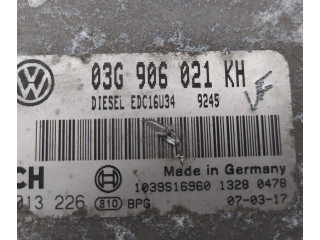 03G 906 021 KH
DIESEL EDC16U34 9245
CH Made in Germany
1039S16960 1328 0478
013 226 810 BPG 07-03-17